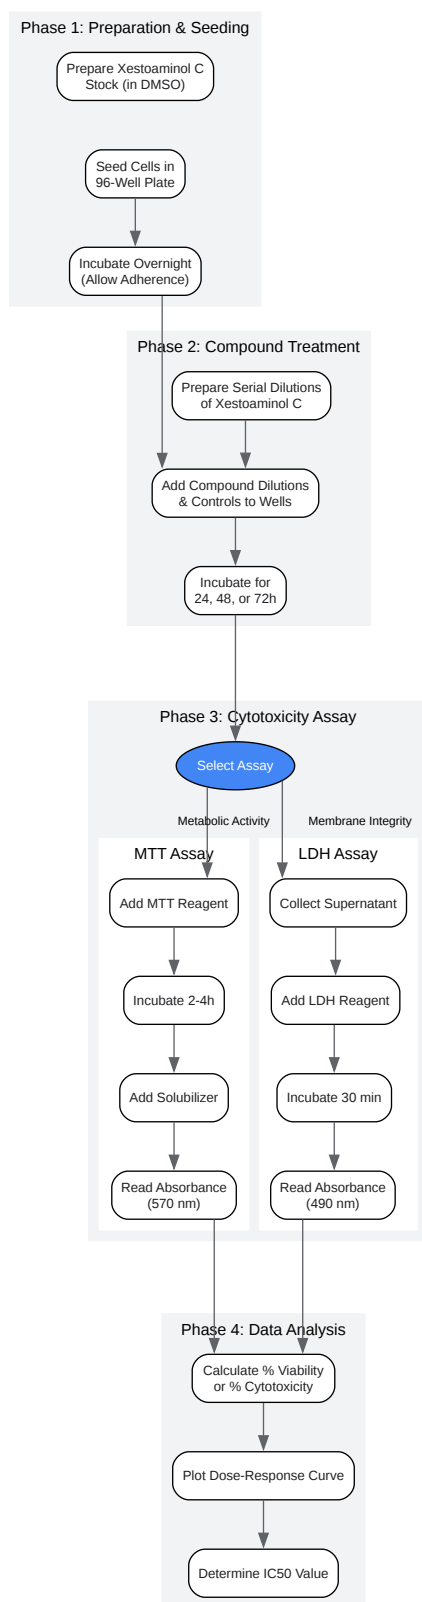 Phase 1: Preparation & Seeding
Prepare Xestoaminol C
Stock (in DMSO)
Seed Cells in
96-Well Plate
Incubate Overnight
(Allow Adherence)
Phase 2: Compound Treatment
Prepare Serial Dilutions
of Xestoaminol C
Add Compound Dilutions
& Controls to Wells
Incubate for
24, 48, or 72h
Phase 3: Cytotoxicity Assay
Select Assay
Metabolic Activity
Membrane Integrity
MTT Assay
Add MTT Reagent
Incubate 2-4h
Add Solubilizer
Read Absorbance
(570 nm)
LDH Assay
Collect Supernatant
Add LDH Reagent
Incubate 30 min
Read Absorbance
(490 nm)
Phase 4: Data Analysis
Calculate % Viability
or % Cytotoxicity
Plot Dose-Response Curve
Determine IC50 Value